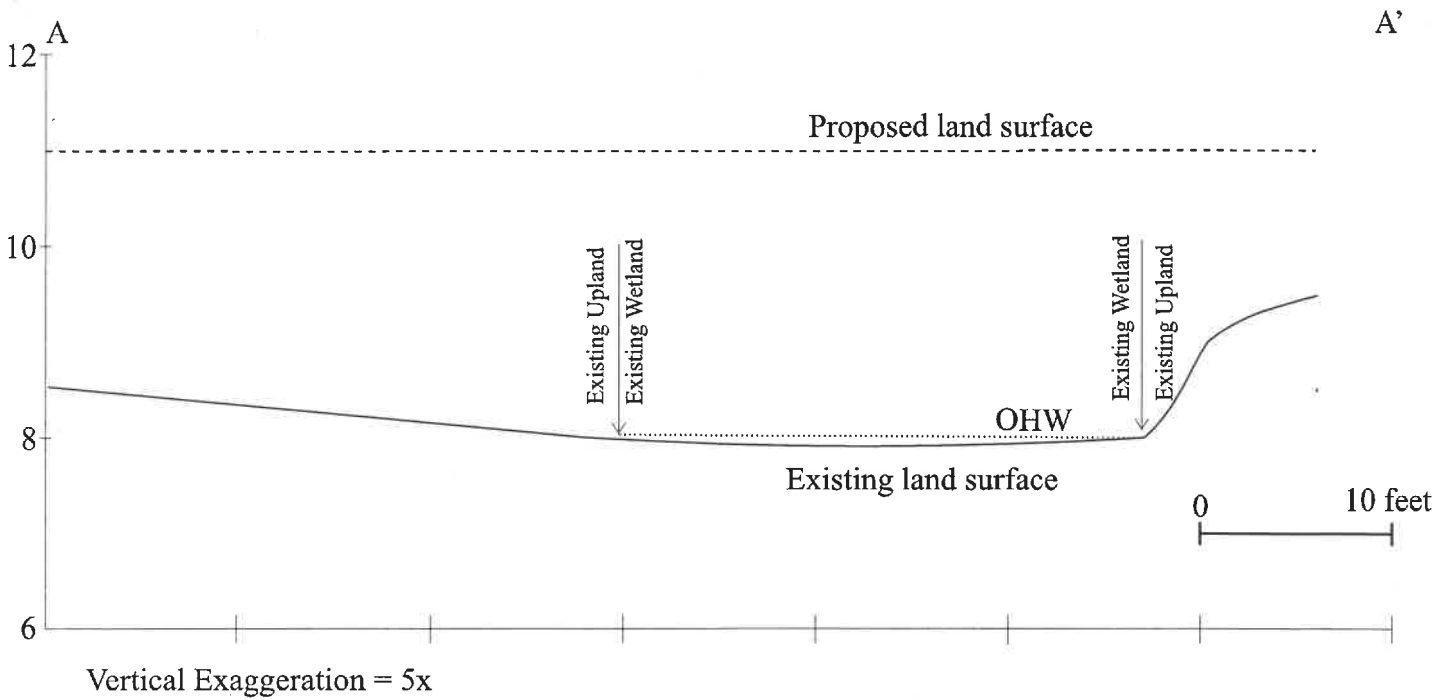 A
A'
12
Proposed land surface
10
Existing Upland
Existing Wetland
Existing Wetland
Existing Upland
OHW
8
Existing land surface
0
10 feet
6
Vertical Exaggeration = 5x